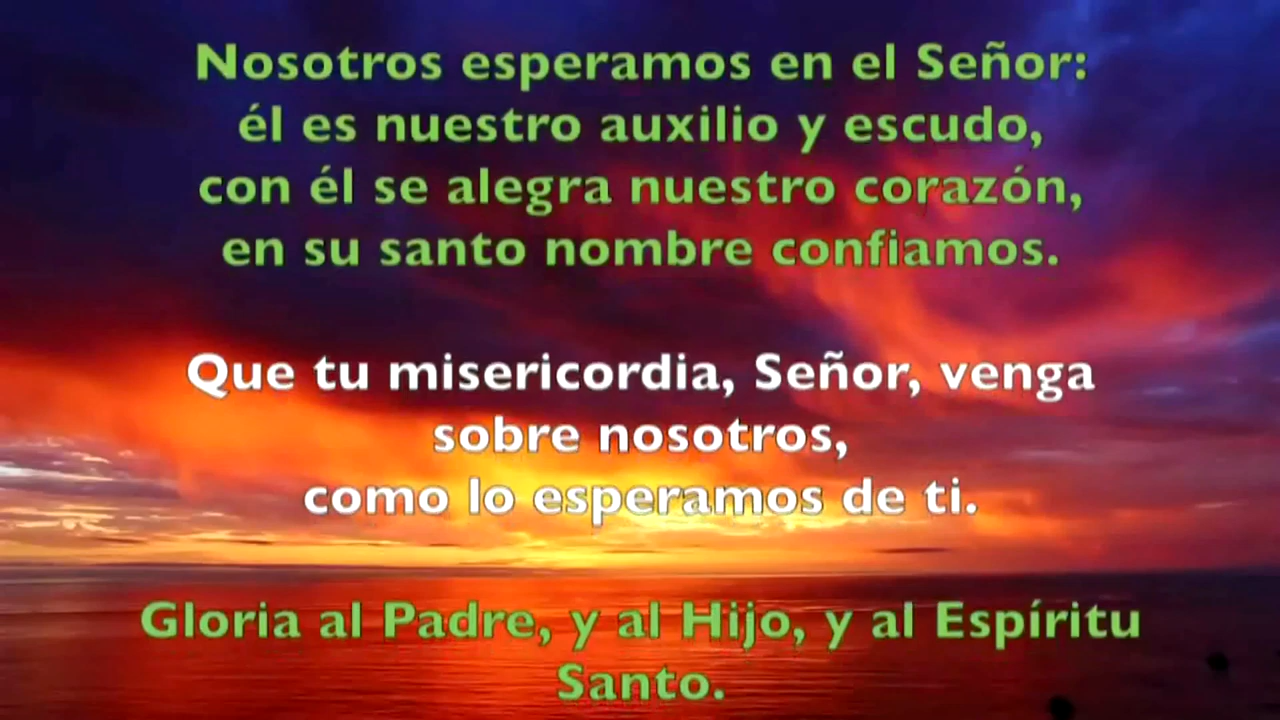 Nosotros esperamos en el Señor:
él es nuestro auxilio y escudo,
con él se alegra nuestro corazón,
en su santo nombre confiamos.
Que tu misericordia, Señor, venga
sobre nosotros,
como lo esperamos de ti.
Gloria al Padre, y al Hijo, y al Espíritu
Santo.